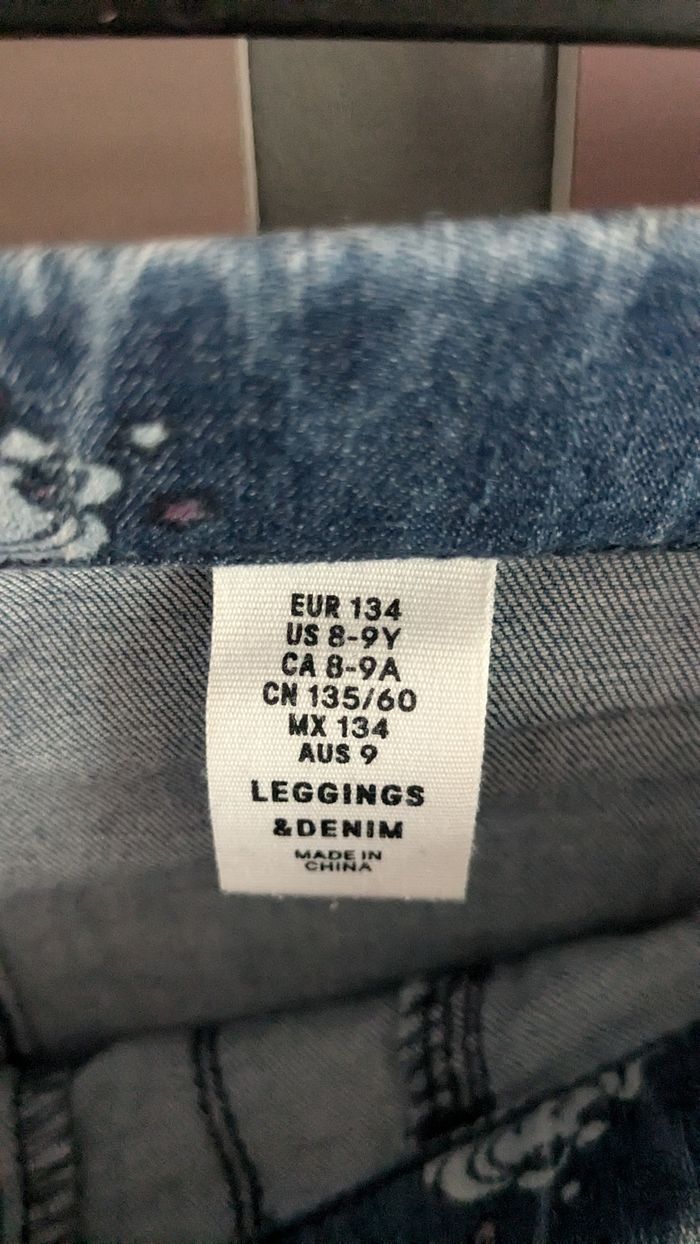 EUR 134
US 8-9Y
CA 8-9A
CN 135/60
MX 134
AUS 9
LEGGINGS
&DENIM
MADE IN
CHINA